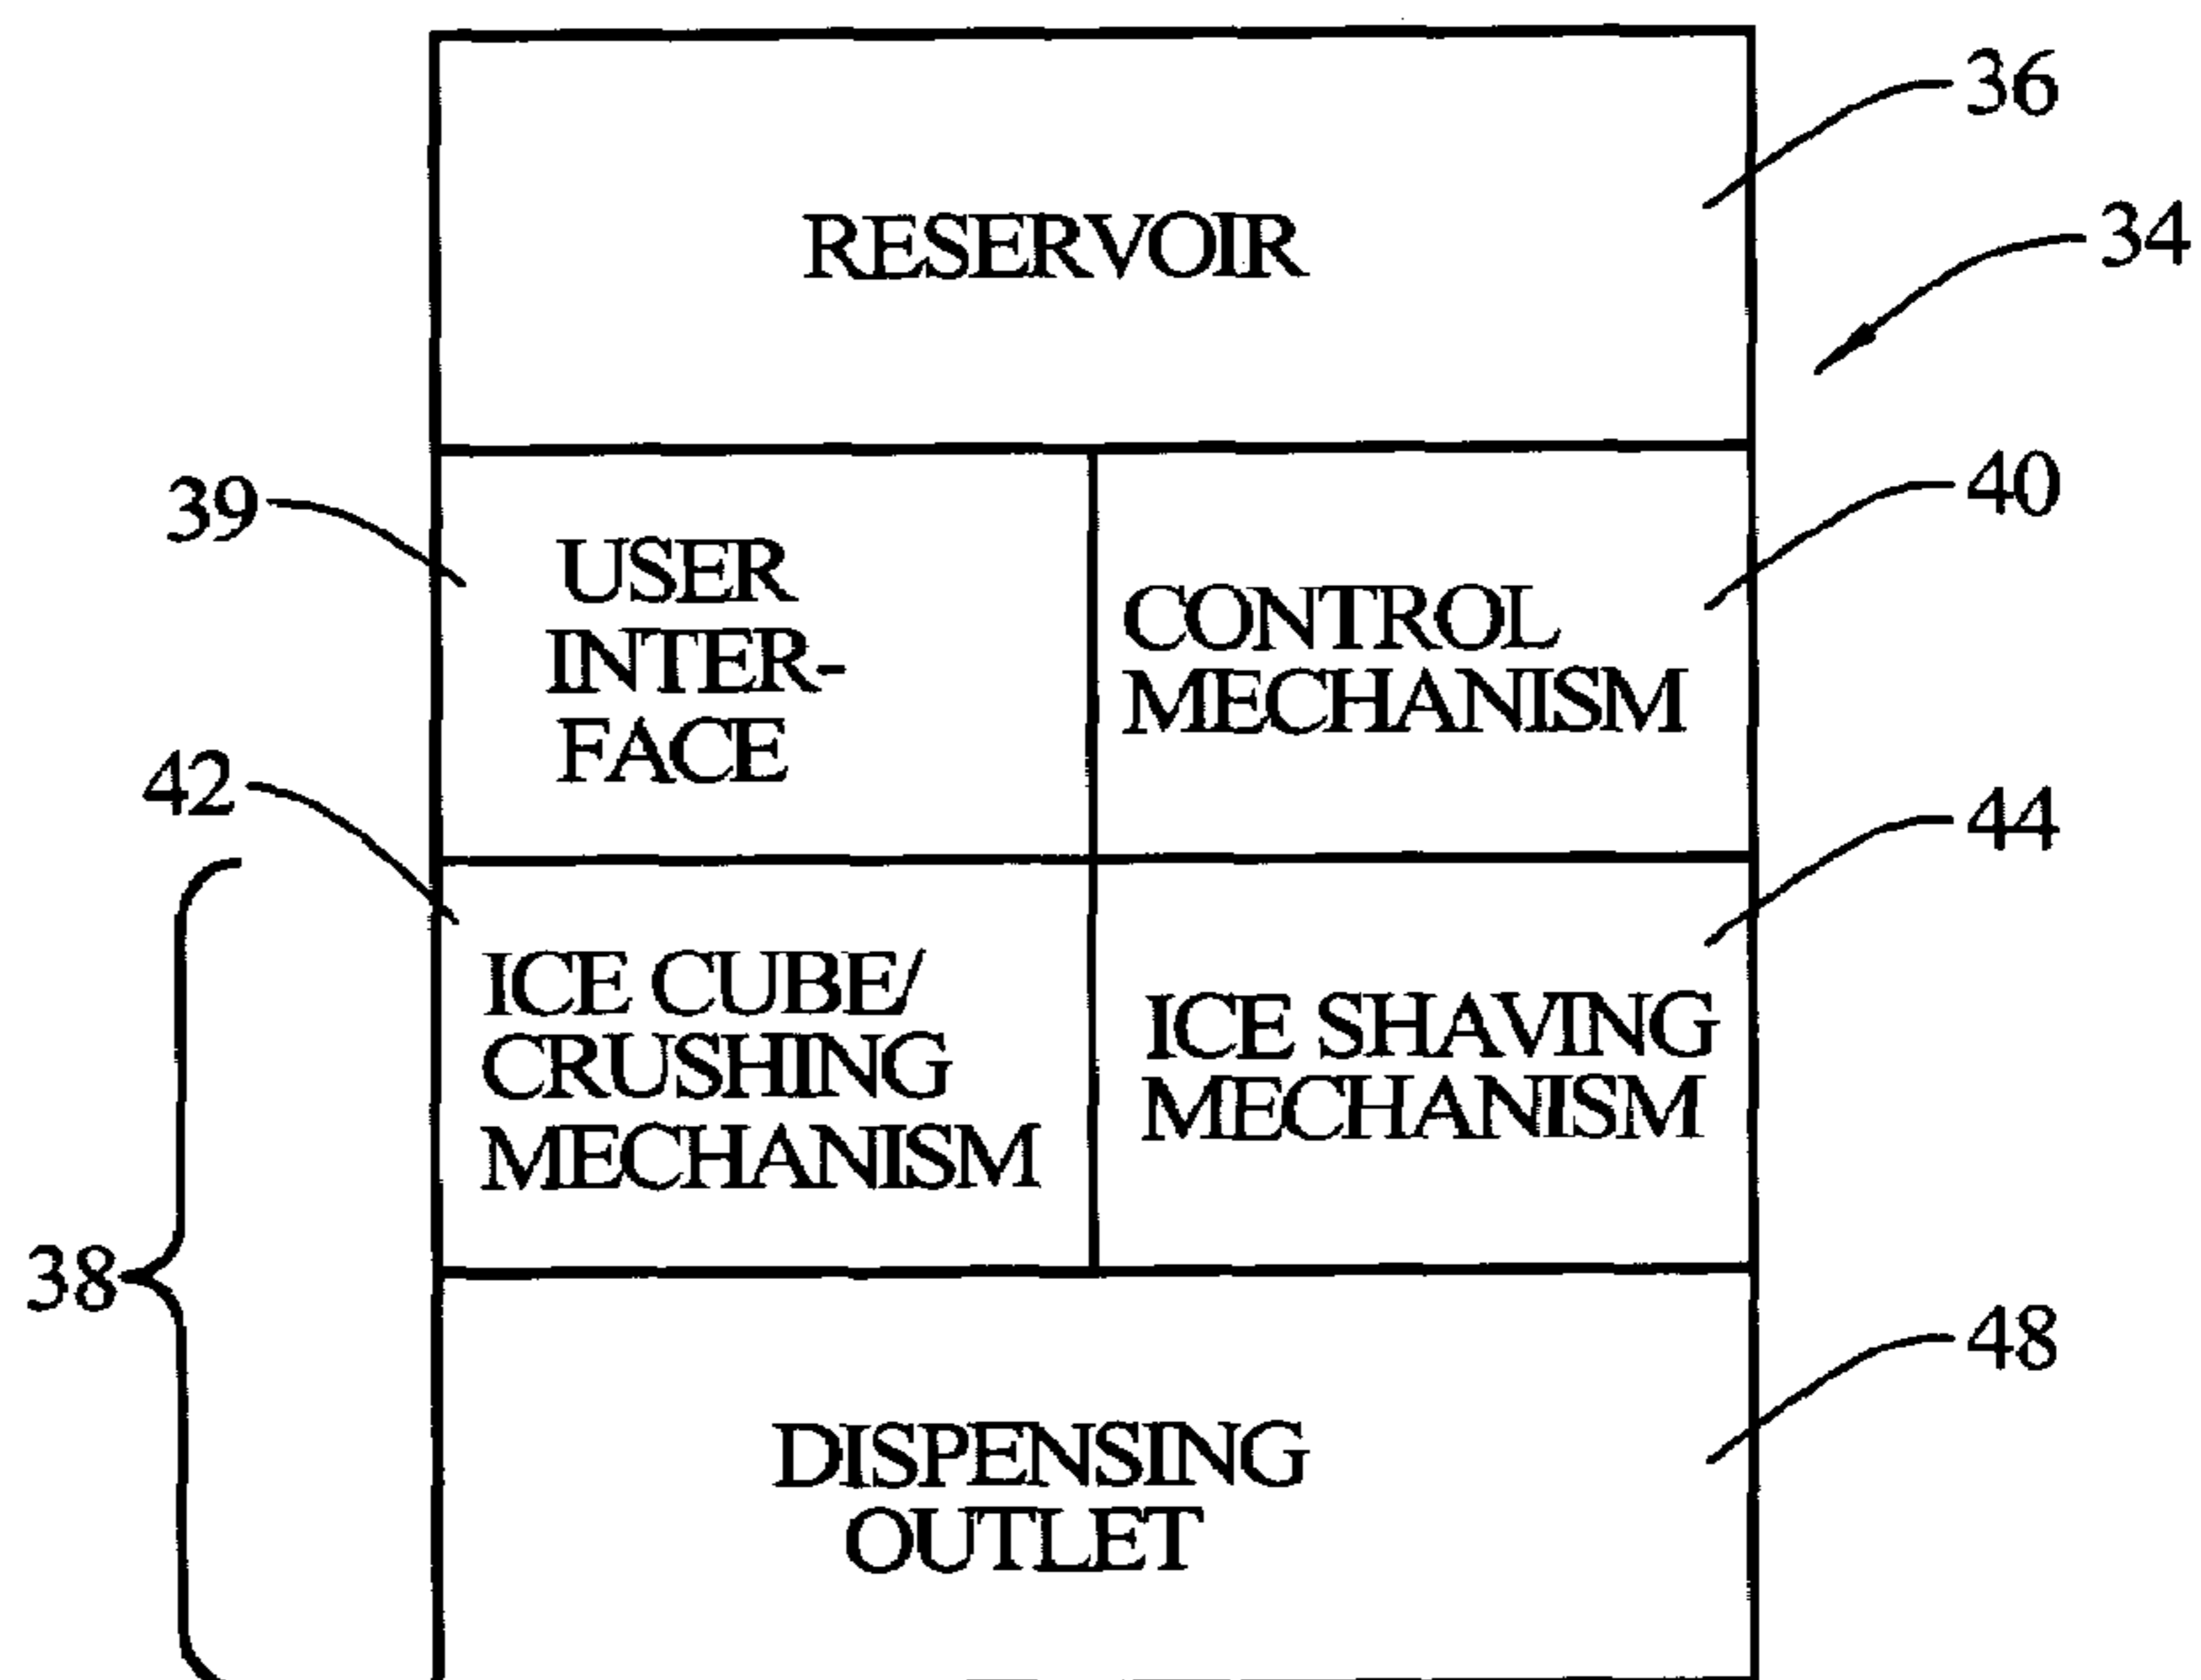 36
RESERVOIR
34
39
USER
INTER-
FACE
40
CONTROL
MECHANISM
42
ICE CUBE/
CRUSHING
MECHANISM
44
ICE SHAVING
MECHANISM
38
48
DISPENSING
OUTLET